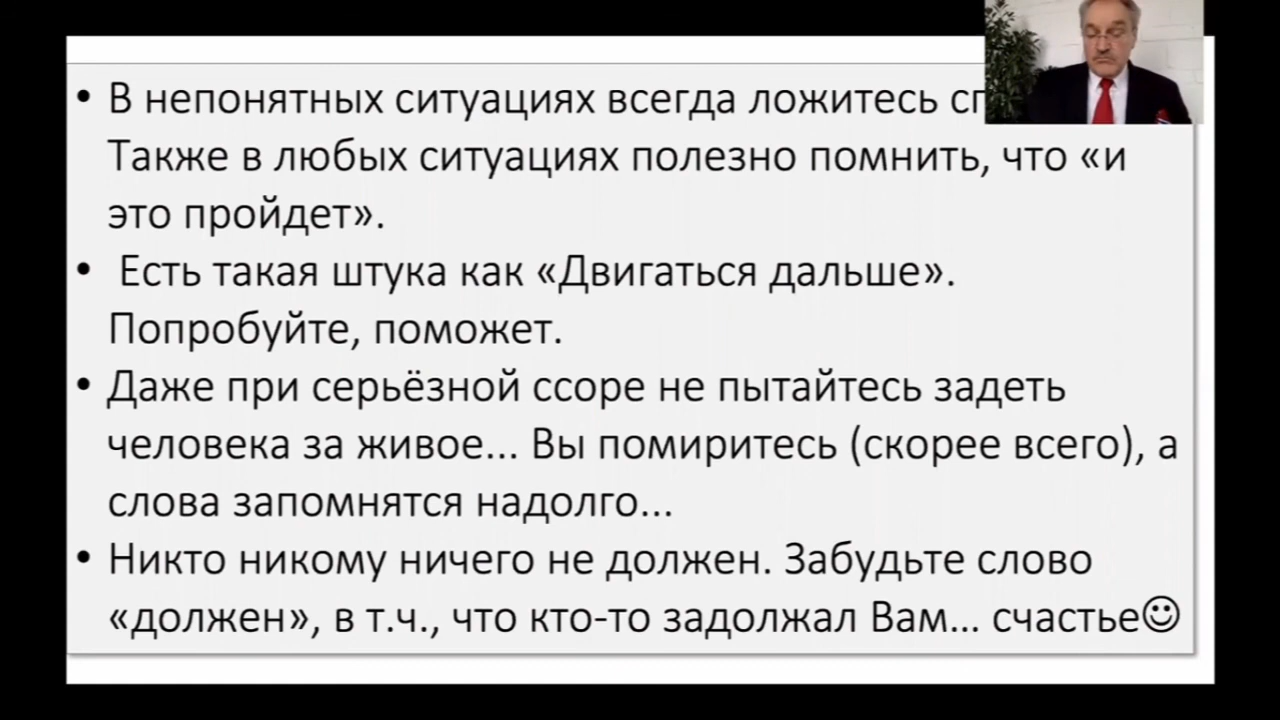 • В непонятных ситуациях всегда ложитесь
Также в любых ситуациях полезно помнить, что «и
это пройдет».
• Есть такая штука как «Двигаться дальше».
Попробуйте, поможет.
• Даже при серьёзной ссоре не пытайтесь задеть
человека за живое... Вы помиритесь (скорее всего), а
слова запомнятся надолго...
• Никто никому ничего не должен. Забудьте слово
«должен», в т.ч., что кто-то задолжал Вам... счастье☺